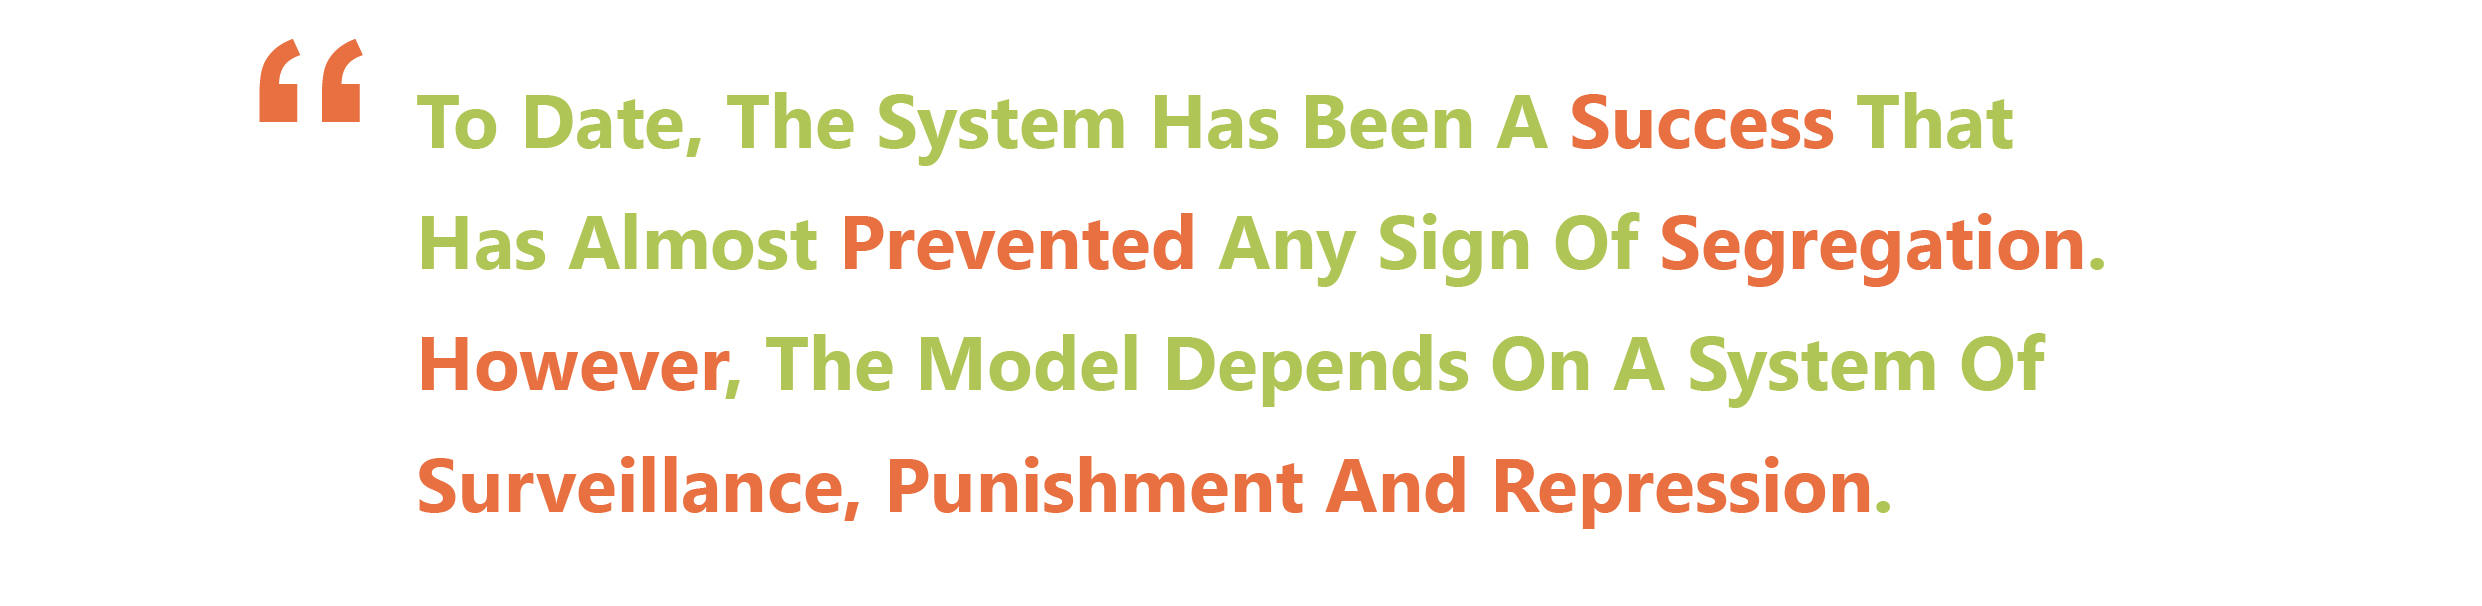 “ To Date, The System Has Been A Success That
Has Almost Prevented Any Sign Of Segregation.
However, The Model Depends On A System Of
Surveillance, Punishment And Repression.